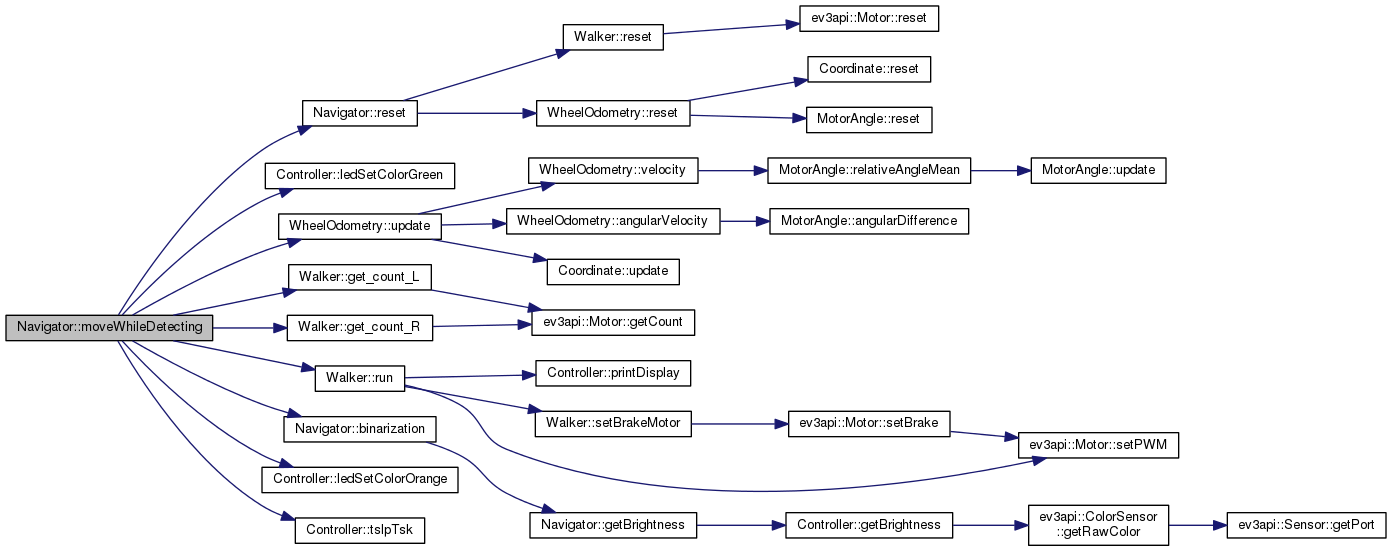 ev3api::Motor::reset
Walker::reset
Coordinate::reset
Navigator::reset
WheelOdometry::reset
MotorAngle::reset
Controller::ledSetColorGreen
WheelOdometry::velocity
MotorAngle::relativeAngleMean
MotorAngle::update
WheelOdometry::update
WheelOdometry::angularVelocity
MotorAngle::angularDifference
Coordinate::update
Walker::get_count_L
Navigator::moveWhileDetecting
Walker::get_count_R
ev3api::Motor::getCount
Walker::run
Controller::printDisplay
Navigator::binarization
Walker::setBrakeMotor
ev3api::Motor::setBrake
ev3api::Motor::setPWM
Controller::ledSetColorOrange
Controller::tslpTsk
Navigator::getBrightness
Controller::getBrightness
ev3api::ColorSensor
::getRawColor
ev3api::Sensor::getPort